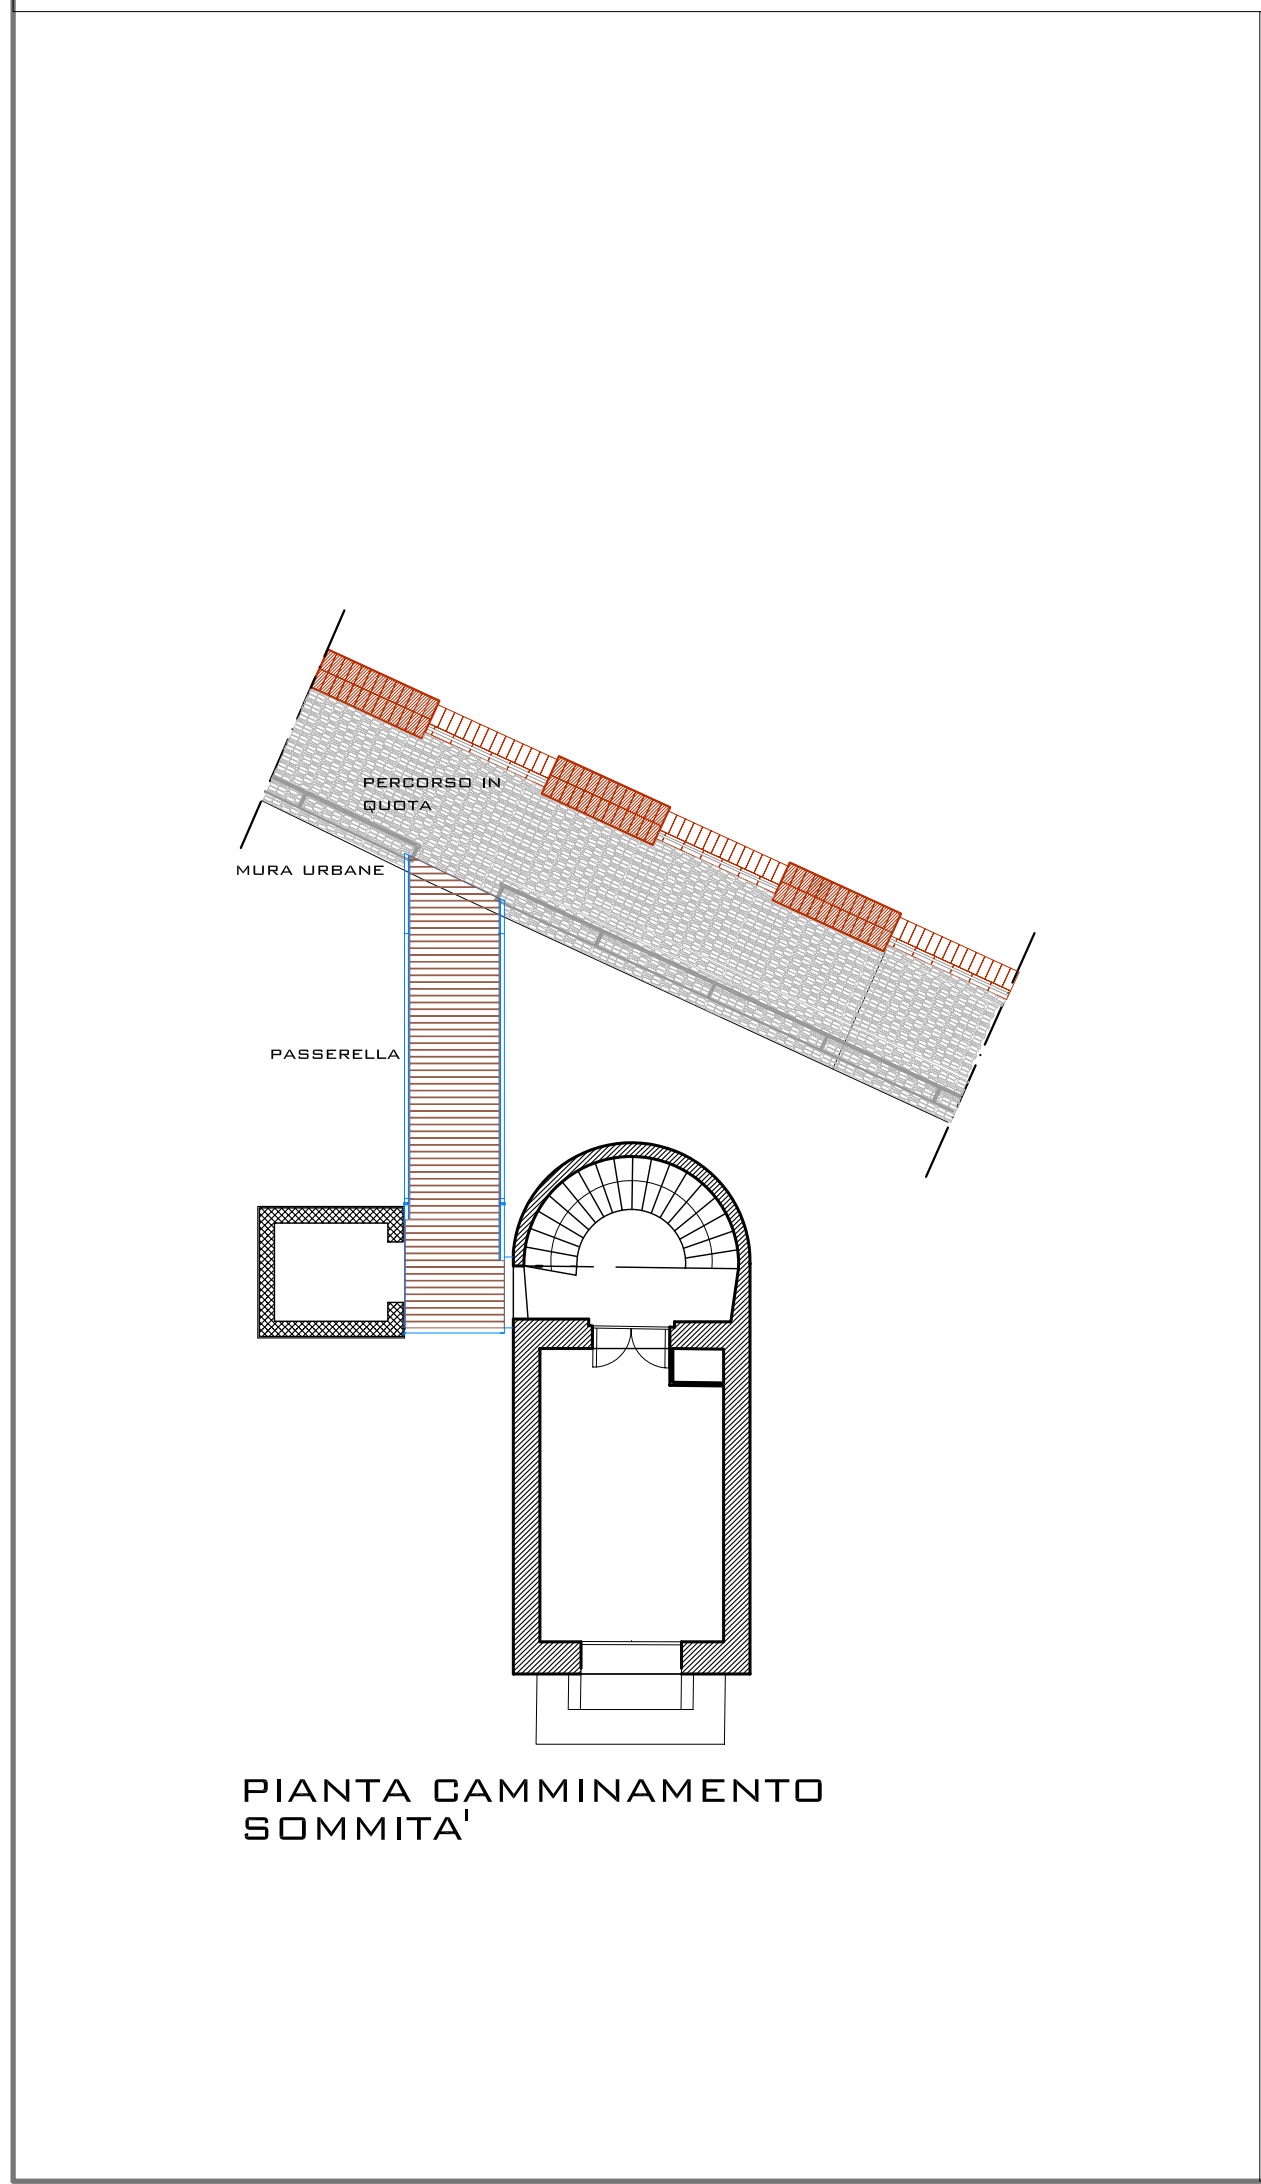 PERCORSO IN
QUOTA
MURA URBANE
PASSERELLA
PIANTA CAMMINAMENTO
SOMMITA'